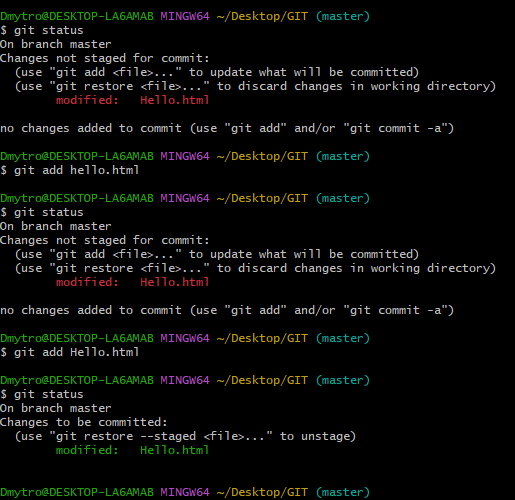 Dmytro@DESKTOP-LA6AMAB MINGW64 ~/Desktop/GIT (master)
$ git status
On branch master
Changes not staged for commit:
  (use "git add <file>..." to update what will be committed)
  (use "git restore <file>..." to discard changes in working directory)
        modified:   Hello.html

no changes added to commit (use "git add" and/or "git commit -a")

Dmytro@DESKTOP-LA6AMAB MINGW64 ~/Desktop/GIT (master)
$ git add hello.html

Dmytro@DESKTOP-LA6AMAB MINGW64 ~/Desktop/GIT (master)
$ git status
On branch master
Changes not staged for commit:
  (use "git add <file>..." to update what will be committed)
  (use "git restore <file>..." to discard changes in working directory)
        modified:   Hello.html

no changes added to commit (use "git add" and/or "git commit -a")

Dmytro@DESKTOP-LA6AMAB MINGW64 ~/Desktop/GIT (master)
$ git add Hello.html

Dmytro@DESKTOP-LA6AMAB MINGW64 ~/Desktop/GIT (master)
$ git status
On branch master
Changes to be committed:
  (use "git restore --staged <file>..." to unstage)
        modified:   Hello.html


Dmytro@DESKTOP-LA6AMAB MINGW64 ~/Desktop/GIT (master)